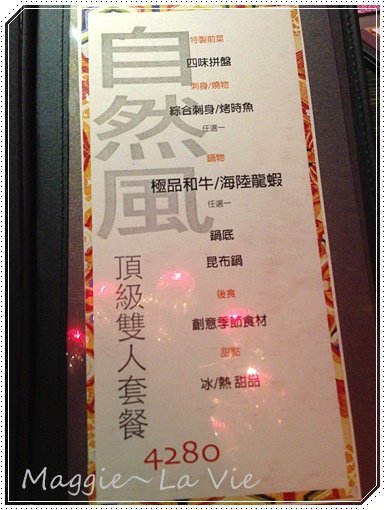 自然風
頂級雙人套餐
4280
特製前菜
四味拼盤
刺身/燒物
綜合刺身/烤時魚
任選一
鍋物
極品和牛/海陸龍蝦
任選一
鍋底
昆布鍋
後食
創意季節食材
甜點
冰/熱 甜品
Maggie~ La Vie